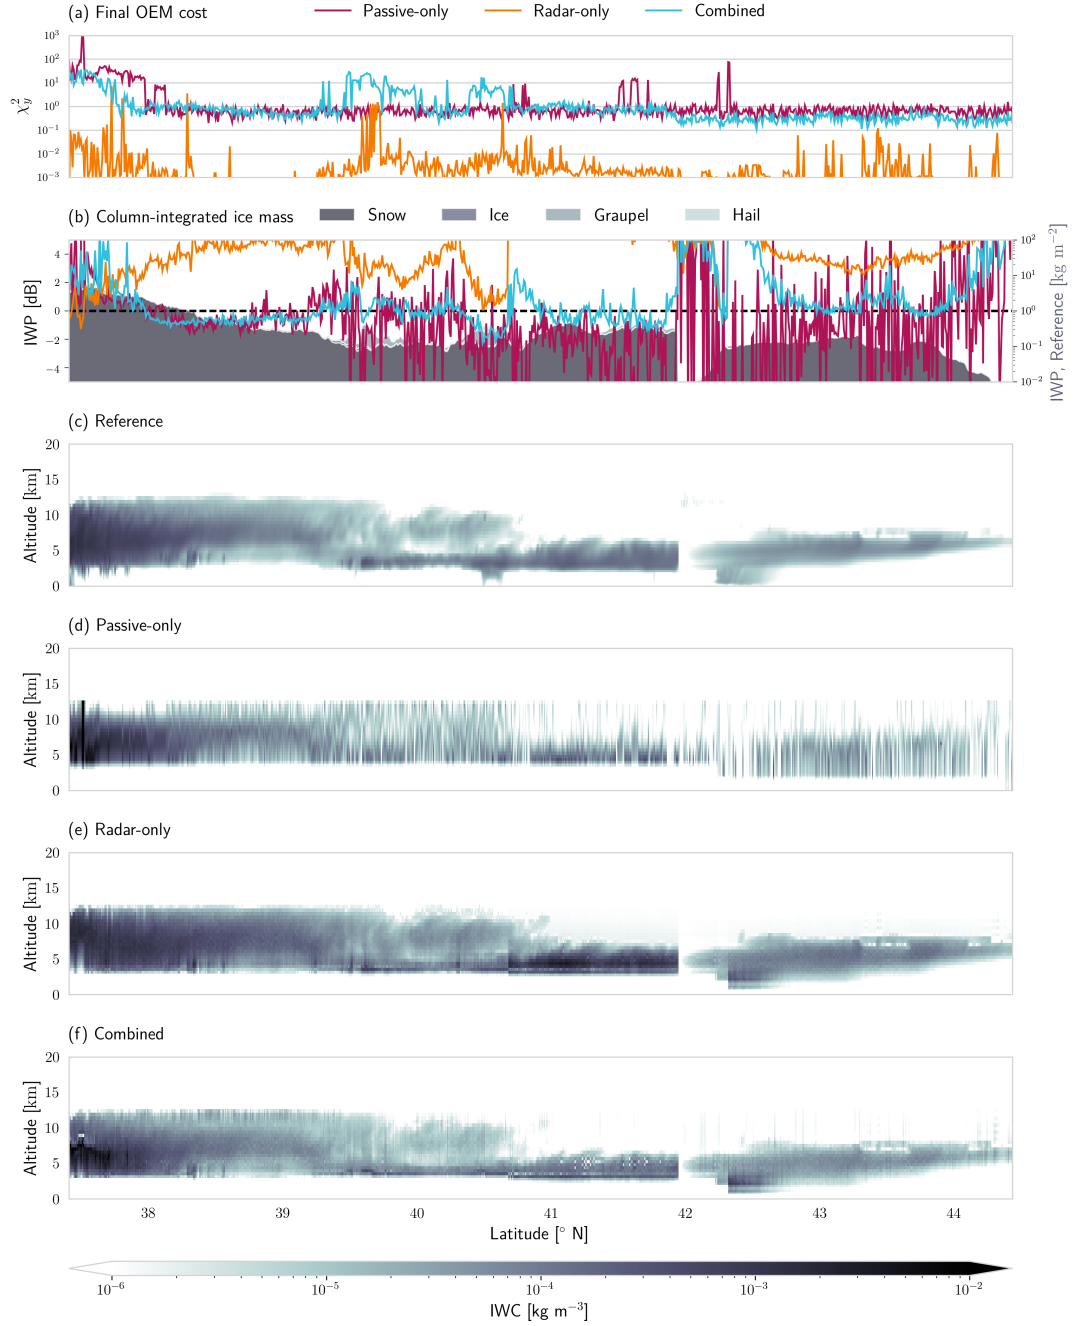 (a) Final OEM cost
Passive-only
Radar-only
Combined
10³
10²
10¹
10⁰
10⁻¹
10⁻²
10⁻³
χ²ᵧ
(b) Column-integrated ice mass
Snow
Ice
Graupel
Hail
4
2
0
−2
−4
IWP [dB]
10²
10¹
10⁰
10⁻¹
10⁻²
IWP, Reference [kg m⁻²]
(c) Reference
20
15
10
5
0
Altitude [km]
(d) Passive-only
20
15
10
5
0
Altitude [km]
(e) Radar-only
20
15
10
5
0
Altitude [km]
(f) Combined
20
15
10
5
0
Altitude [km]
38 39 40 41 42 43 44
Latitude [° N]
10⁻⁶ 10⁻⁵ 10⁻⁴ 10⁻³ 10⁻²
IWC [kg m⁻³]